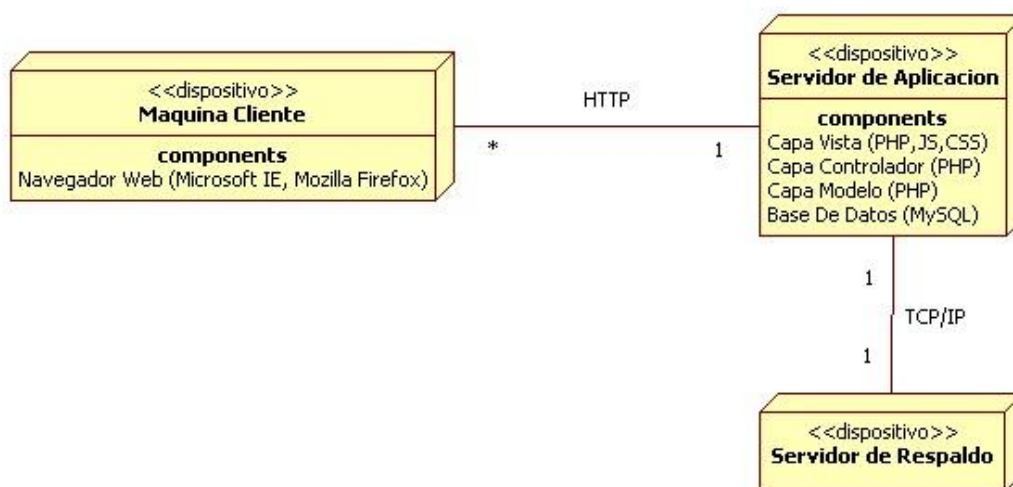 <<dispositivo>>
Maquina Cliente
components
Navegador Web (Microsoft IE, Mozilla Firefox)
HTTP
*
1
<<dispositivo>>
Servidor de Aplicacion
components
Capa Vista (PHP,JS,CSS)
Capa Controlador (PHP)
Capa Modelo (PHP)
Base De Datos (MySQL)
1
TCP/IP
1
<<dispositivo>>
Servidor de Respaldo